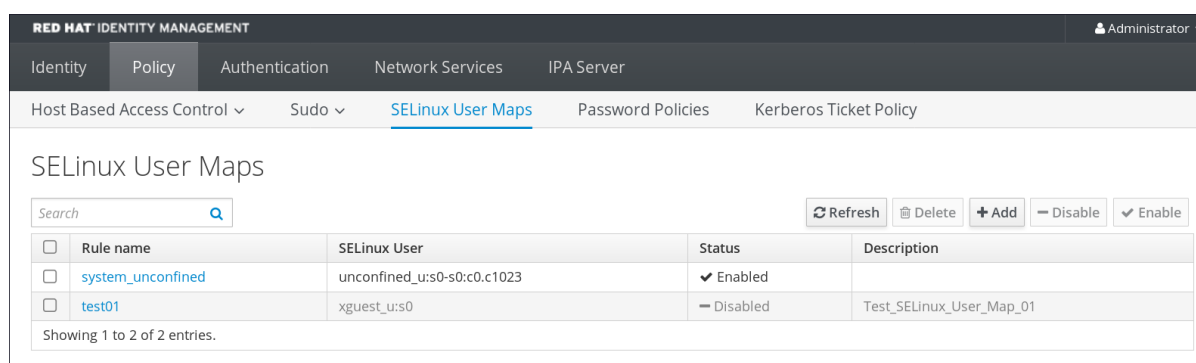 RED HAT® IDENTITY MANAGEMENT Administrator
Identity Policy Authentication Network Services IPA Server
Host Based Access Control Sudo SELinux User Maps Password Policies Kerberos Ticket Policy
SELinux User Maps
Search Refresh Delete Add Disable Enable
Rule name SELinux User Status Description
system_unconfined unconfined_u:s0-s0:c0.c1023 Enabled
test01 xguest_u:s0 Disabled Test_SELinux_User_Map_01
Showing 1 to 2 of 2 entries.